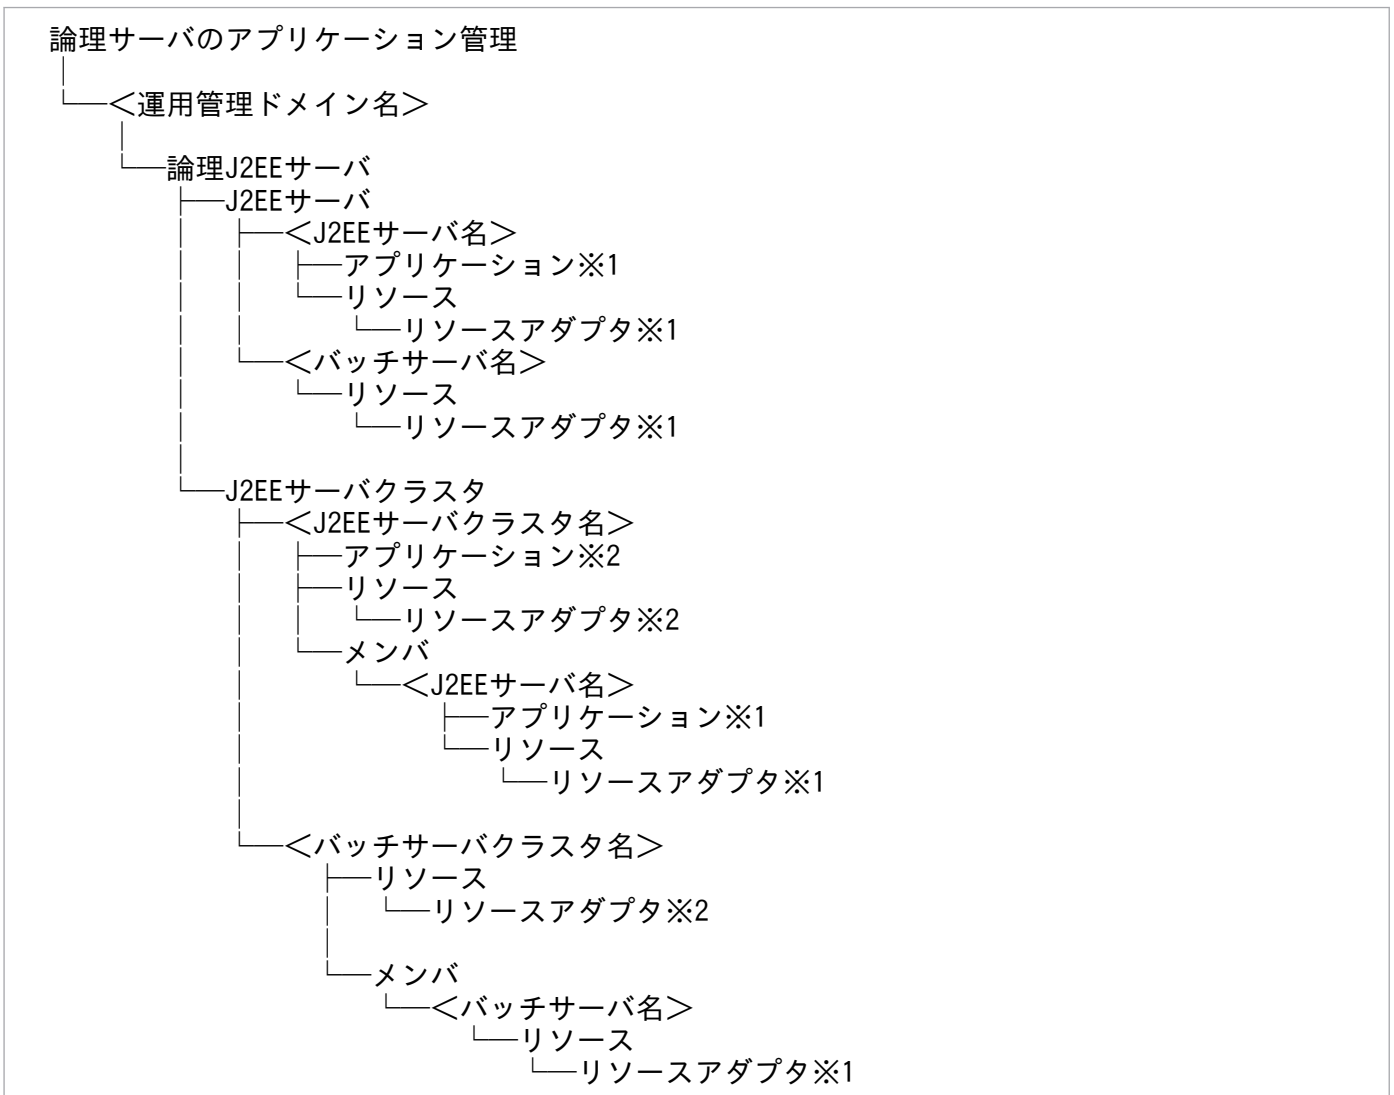 論理サーバのアプリケーション管理
＜運用管理ドメイン名＞
論理J2EEサーバ
J2EEサーバ
＜J2EEサーバ名＞
アプリケーション※1
リソース
リソースアダプタ※1
＜バッチサーバ名＞
リソース
リソースアダプタ※1
J2EEサーバクラスタ
＜J2EEサーバクラスタ名＞
アプリケーション※2
リソース
リソースアダプタ※2
メンバ
＜J2EEサーバ名＞
アプリケーション※1
リソース
リソースアダプタ※1
＜バッチサーバクラスタ名＞
リソース
リソースアダプタ※2
メンバ
＜バッチサーバ名＞
リソース
リソースアダプタ※1